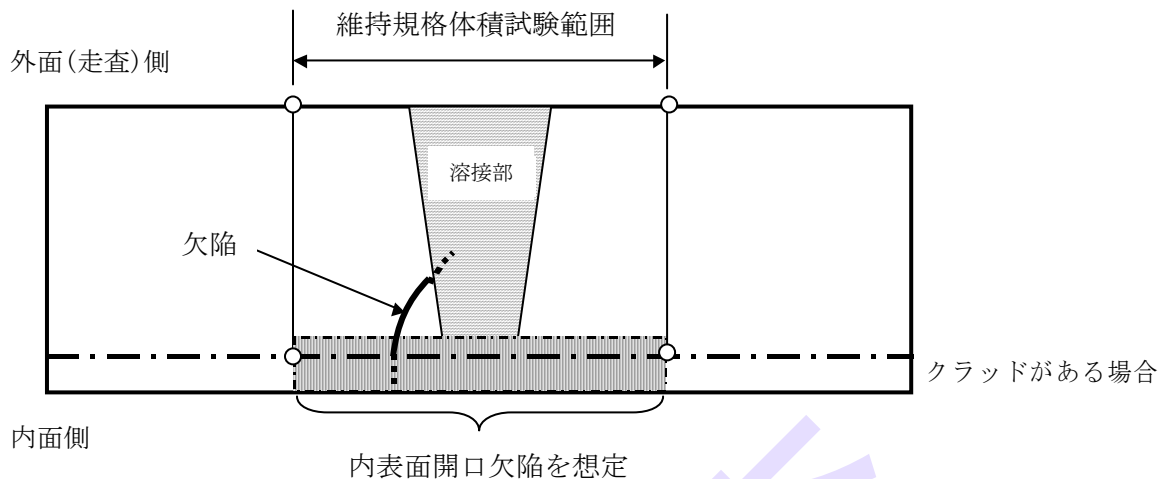 維持規格体積試験範囲
外面(走査)側
溶接部
欠陥
クラッドがある場合
内面側
内表面開口欠陥を想定